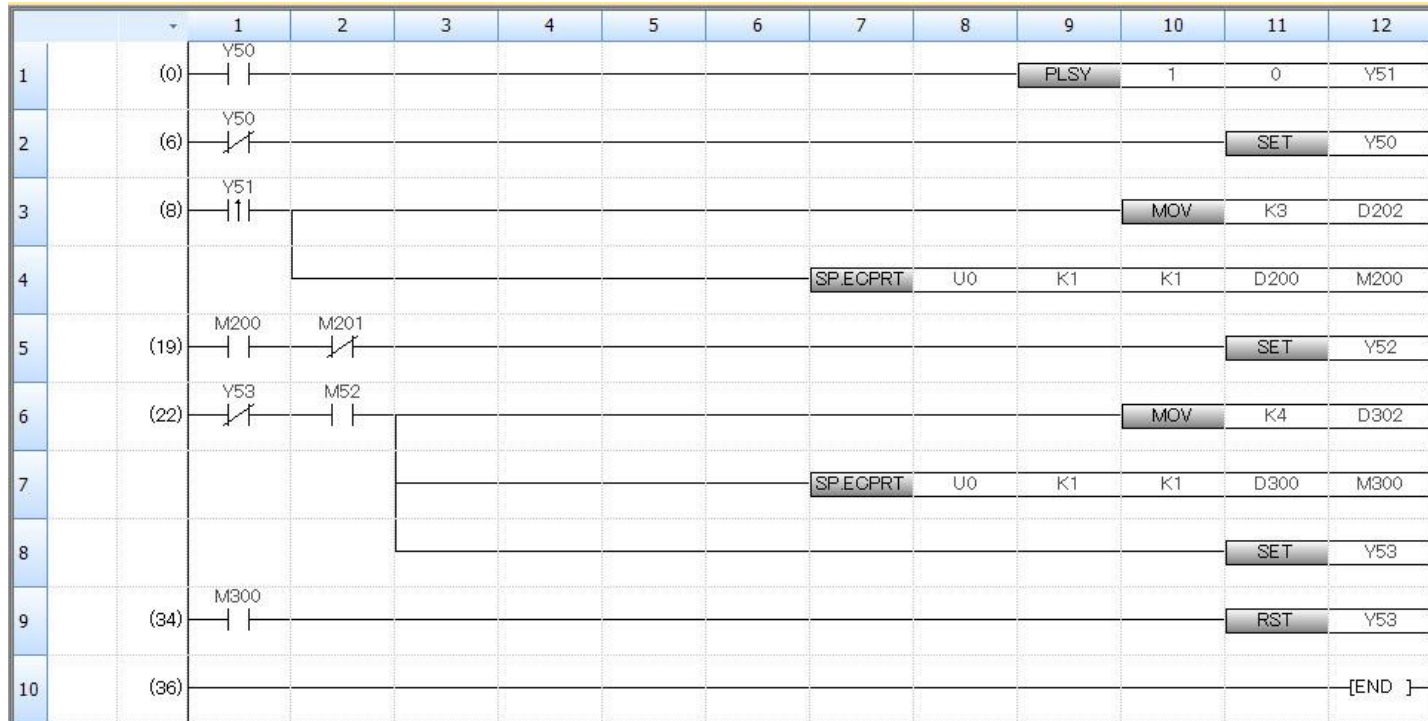 1 2 3 4 5 6 7 8 9 10 11 12
Y50
1 (0) PLSY 1 0 Y51
Y50
2 (6) SET Y50
Y51
3 (8) MOV K3 D202
4 SP.ECPRT U0 K1 K1 D200 M200
M200 M201
5 (19) SET Y52
Y53 M52
6 (22) MOV K4 D302
7 SP.ECPRT U0 K1 K1 D300 M300
8 SET Y53
M300
9 (34) RST Y53
10 (36) [END ]